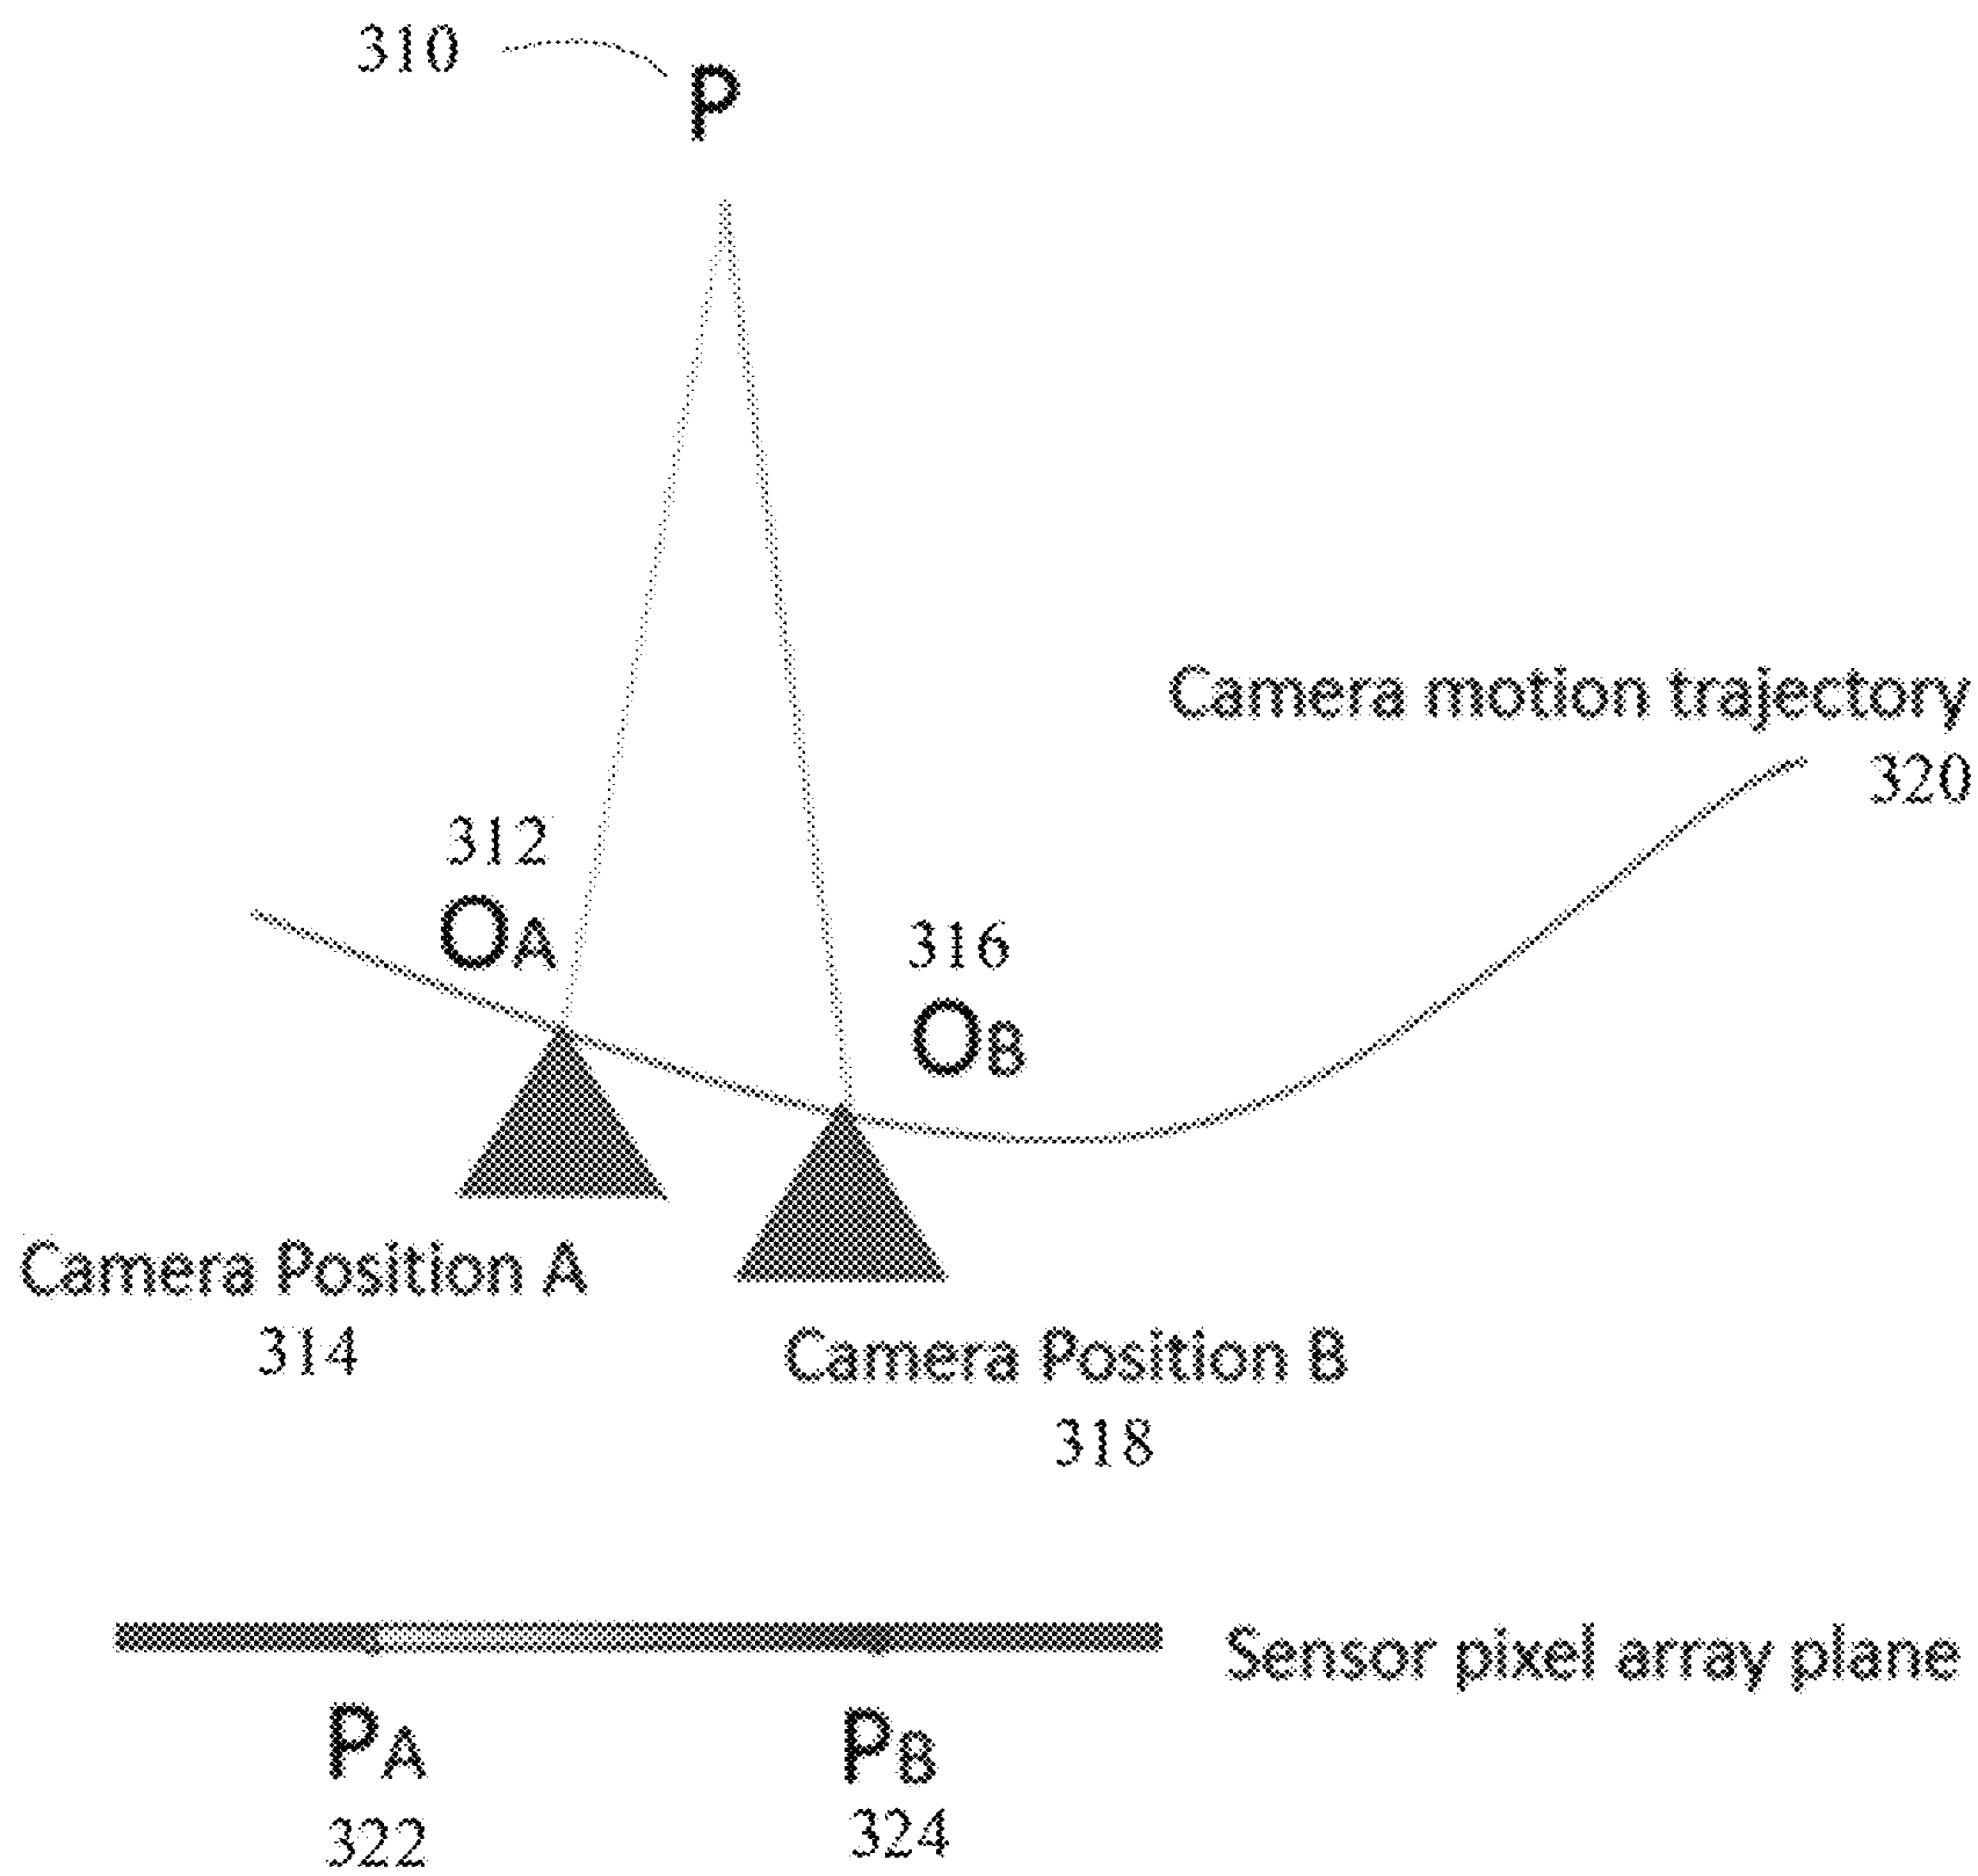 310
P
Camera motion trajectory
320
312
OA
316
OB
Camera Position A
314
Camera Position B
318
Sensor pixel array plane
PA
PB
322
324